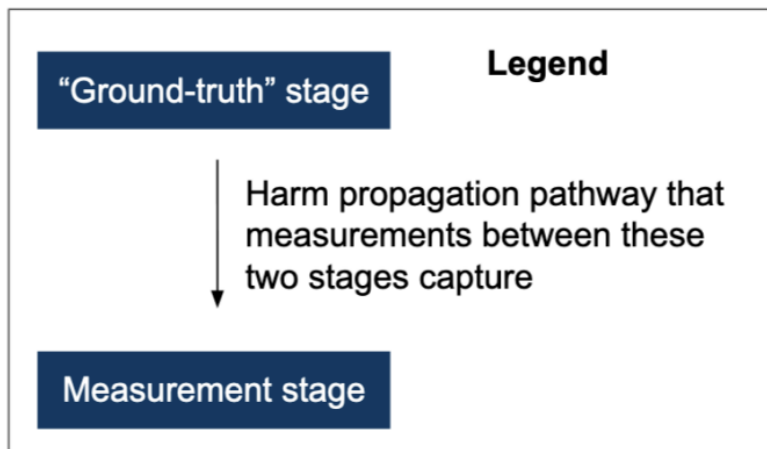 “Ground-truth” stage
Legend
Harm propagation pathway that
measurements between these
two stages capture
Measurement stage